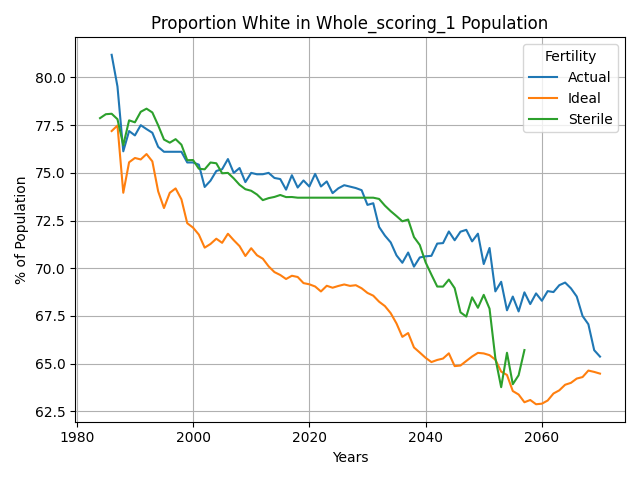 Proportion White in Whole_scoring_1 Population
Fertility
Actual
Ideal
Sterile
% of Population
80.0
77.5
75.0
72.5
70.0
67.5
65.0
62.5
1980
2000
2020
2040
2060
Years